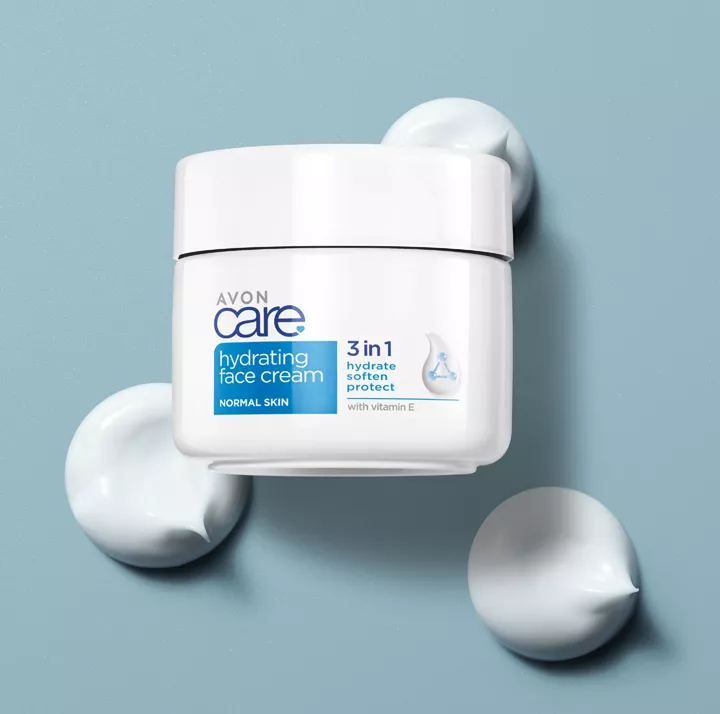 AVON
care
hydrating
face cream
NORMAL SKIN
3 in 1
hydrate
soften
protect
with vitamin E